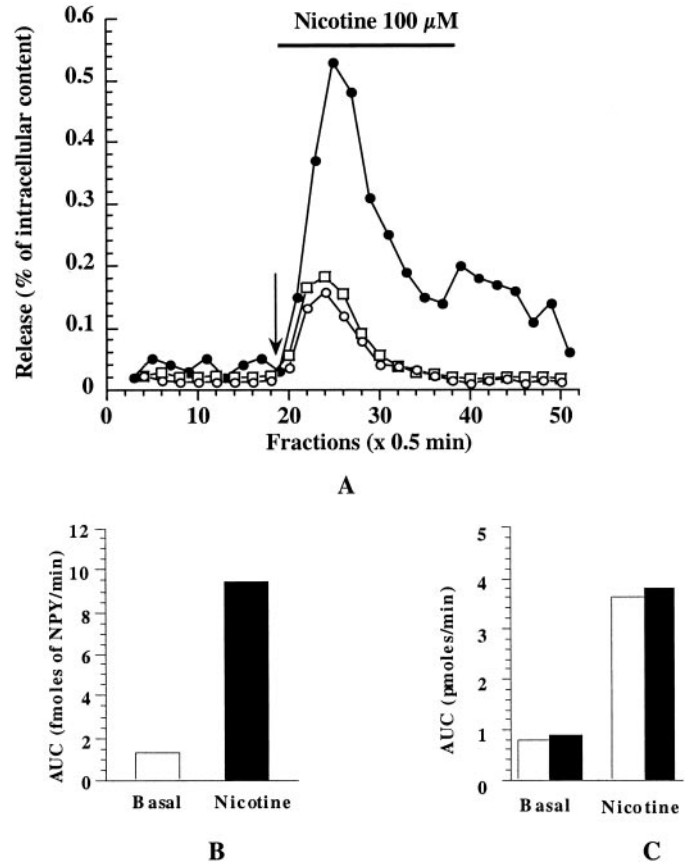 Nicotine 100 µM
Release (% of intracellular content)
0.6
0.5
0.4
0.3
0.2
0.1
0
0 10 20 30 40 50
Fractions (x 0.5 min)
A
AUC (fmoles of NPY/min)
12
10
8
6
4
2
0
Basal Nicotine
B
AUC (pmoles/min)
5
4
3
2
1
0
Basal Nicotine
C